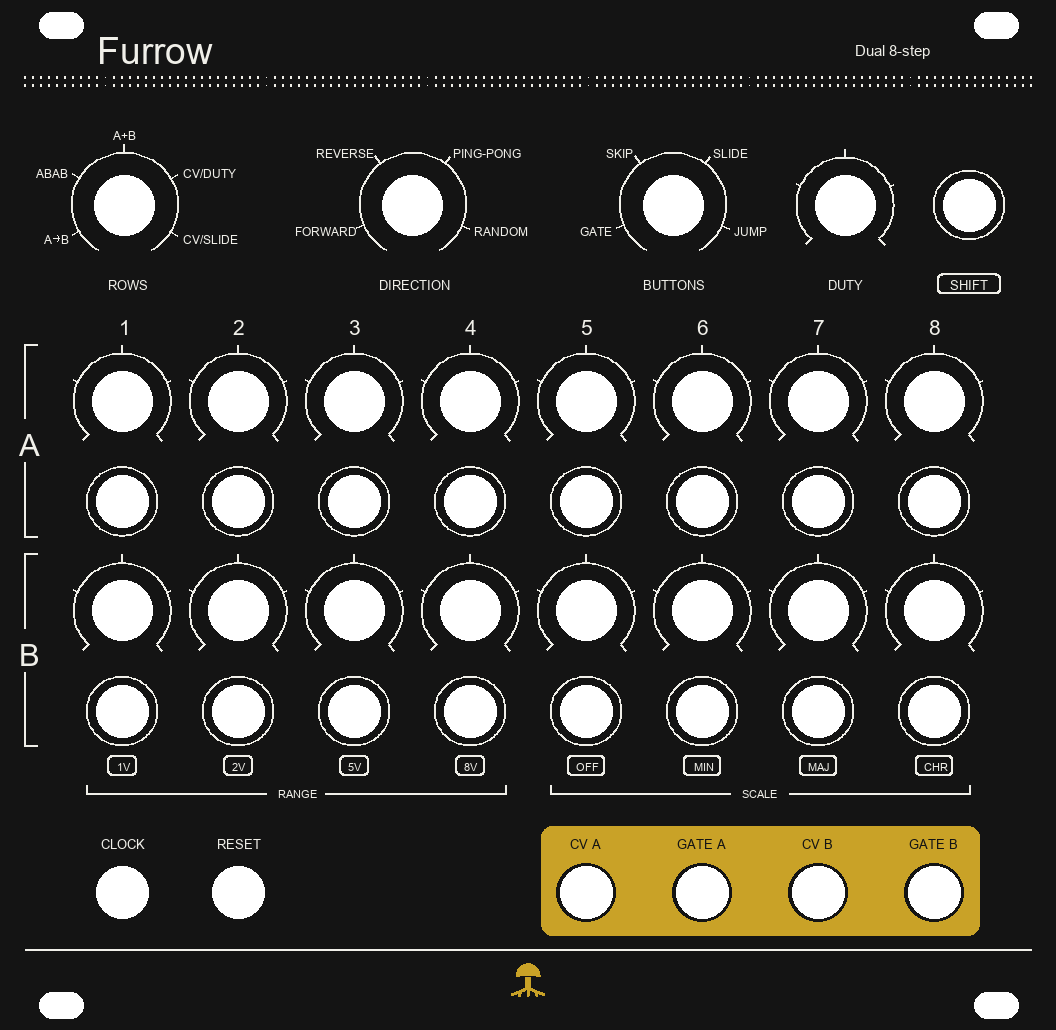 Furrow
Dual 8-step
A+B
REVERSE PING-PONG
SKIP SLIDE
ABAB CV/DUTY
FORWARD RANDOM
GATE JUMP
A→B CV/SLIDE
ROWS DIRECTION BUTTONS DUTY SHIFT
1 2 3 4 5 6 7 8
A
B
1V 2V 5V 8V OFF MIN MAJ CHR
RANGE SCALE
CLOCK RESET CV A GATE A CV B GATE B